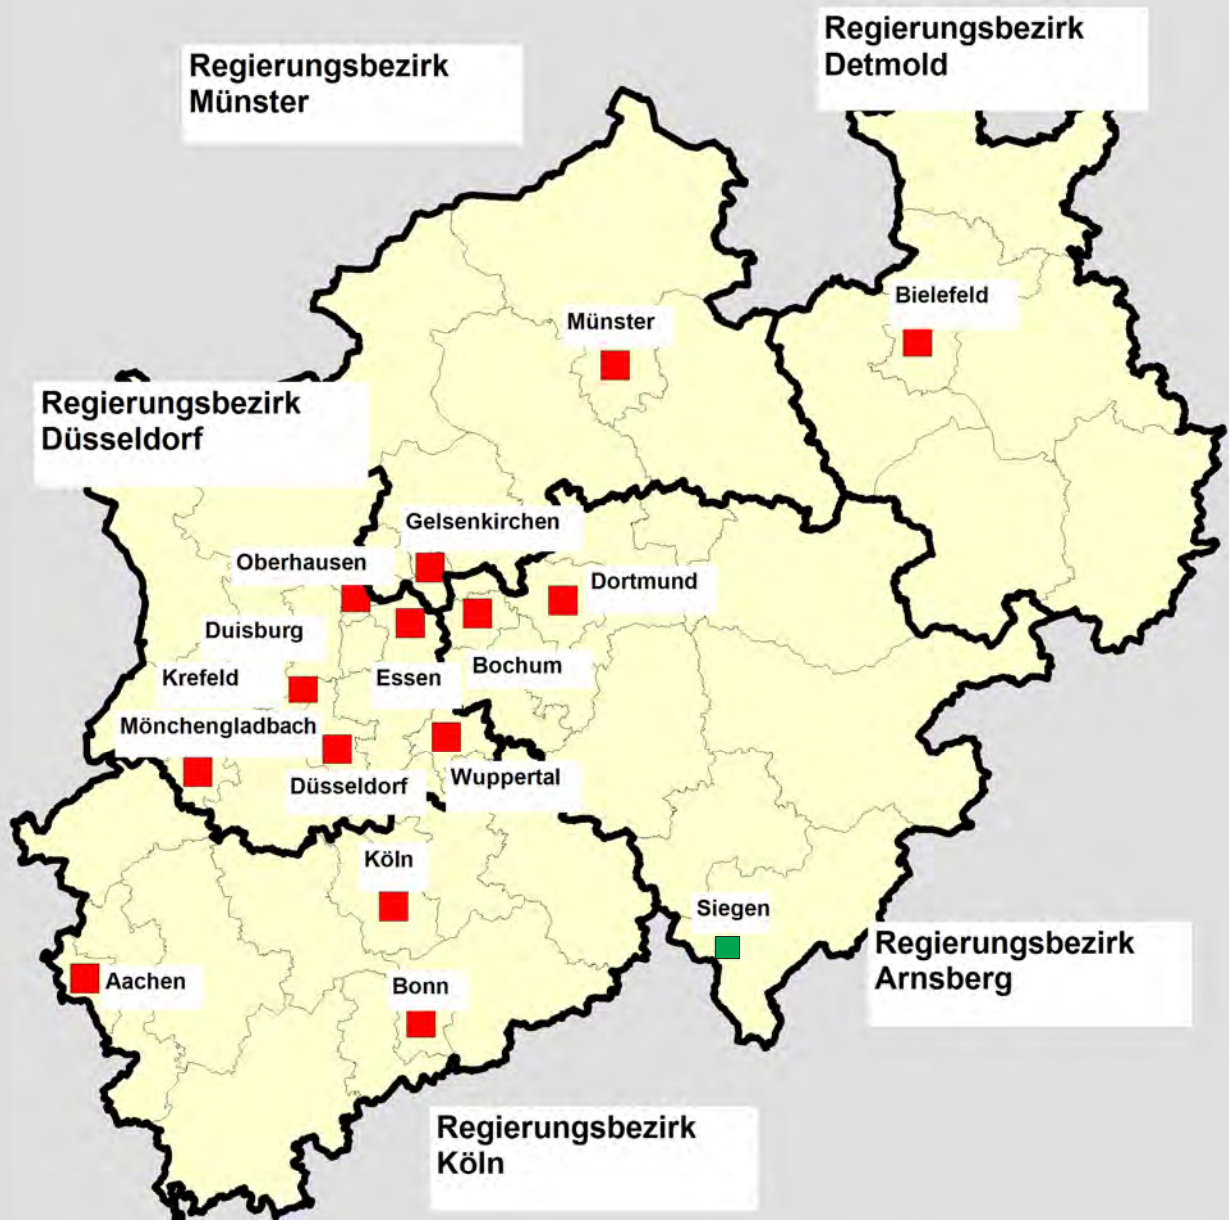 Regierungsbezirk
Detmold
Regierungsbezirk
Münster
Bielefeld
Münster
Regierungsbezirk
Düsseldorf
Gelsenkirchen
Oberhausen
Dortmund
Duisburg
Bochum
Krefeld
Essen
Mönchengladbach
Wuppertal
Düsseldorf
Köln
Siegen
Regierungsbezirk
Arnsberg
Aachen
Bonn
Regierungsbezirk
Köln